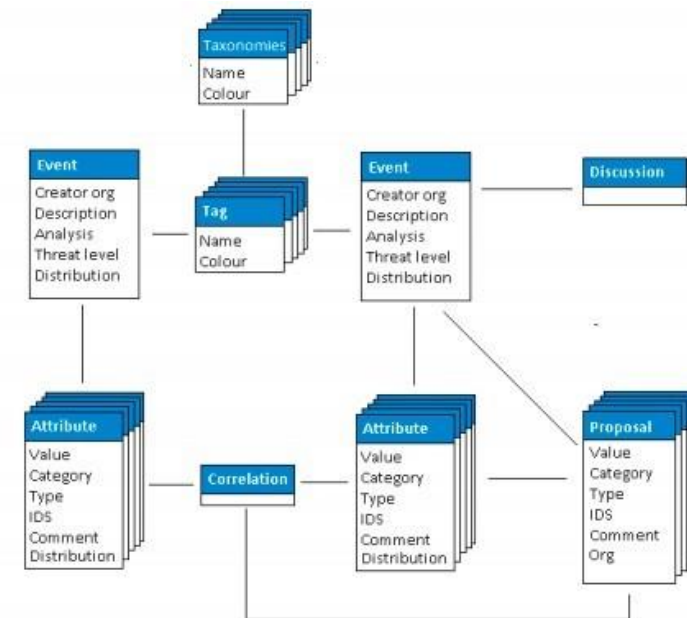 Taxonomies
Name
Colour
Event
Creator org
Description
Analysis
Threat level
Distribution
Tag
Name
Colour
Event
Creator org
Description
Analysis
Threat level
Distribution
Discussion
Attribute
Value
Category
Type
IDS
Comment
Distribution
Correlation
Attribute
Value
Category
Type
IDS
Comment
Distribution
Proposal
Value
Category
Type
IDS
Comment
Org